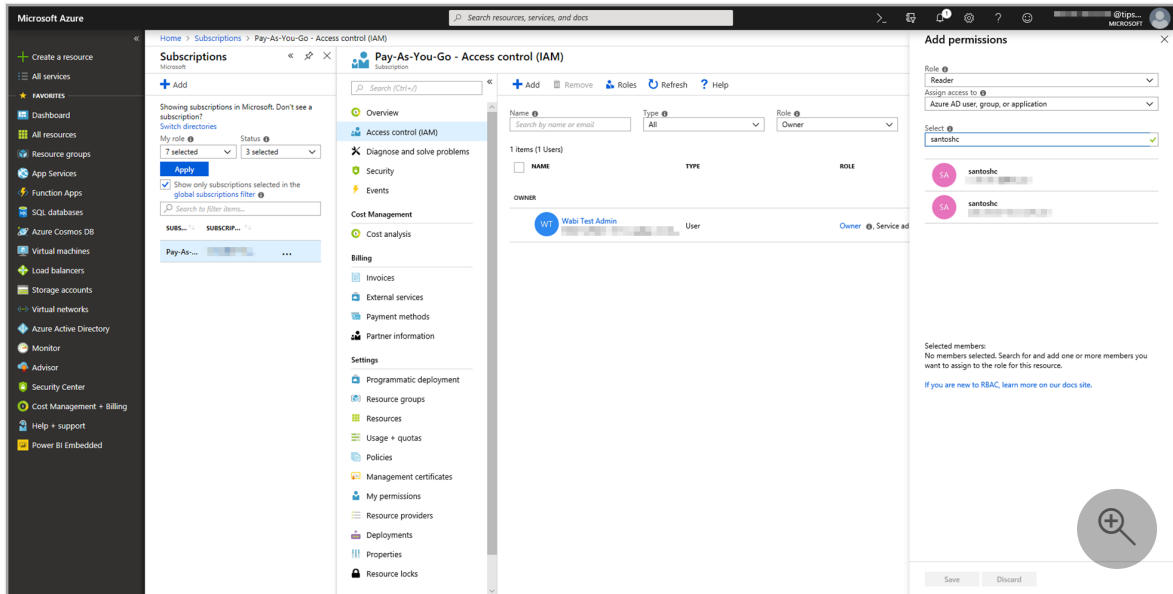 Microsoft Azure
Search resources, services, and docs
1
@tips...
MICROSOFT
Create a resource
All services
FAVORITES
Dashboard
All resources
Resource groups
App Services
Function Apps
SQL databases
Azure Cosmos DB
Virtual machines
Load balancers
Storage accounts
Virtual networks
Azure Active Directory
Monitor
Advisor
Security Center
Cost Management + Billing
Help + support
Power BI Embedded
Home > Subscriptions > Pay-As-You-Go - Access control (IAM)
Subscriptions
Microsoft
Add
Showing subscriptions in Microsoft. Don't see a
subscription?
Switch directories
My role
Status
7 selected
3 selected
Apply
Show only subscriptions selected in the
global subscriptions filter
Search to filter items...
SUBS...
SUBSCRIP...
Pay-As-...
...
Pay-As-You-Go - Access control (IAM)
Subscription
Search (Ctrl+/)
Overview
Access control (IAM)
Diagnose and solve problems
Security
Events
Cost Management
Cost analysis
Billing
Invoices
External services
Payment methods
Partner information
Settings
Programmatic deployment
Resource groups
Resources
Usage + quotas
Policies
Management certificates
My permissions
Resource providers
Deployments
Properties
Resource locks
Add
Remove
Roles
Refresh
? Help
Name
Type
Role
Search by name or email
All
Owner
1 items (1 Users)
NAME
TYPE
ROLE
OWNER
WT
Wabi Test Admin
User
Owner , Service ad
Add permissions
Role
Reader
Assign access to
Azure AD user, group, or application
Select
santoshc
SA
santoshc
SA
santoshc
Selected members:
No members selected. Search for and add one or more members you
want to assign to the role for this resource.
If you are new to RBAC, learn more on our docs site.
Save
Discard